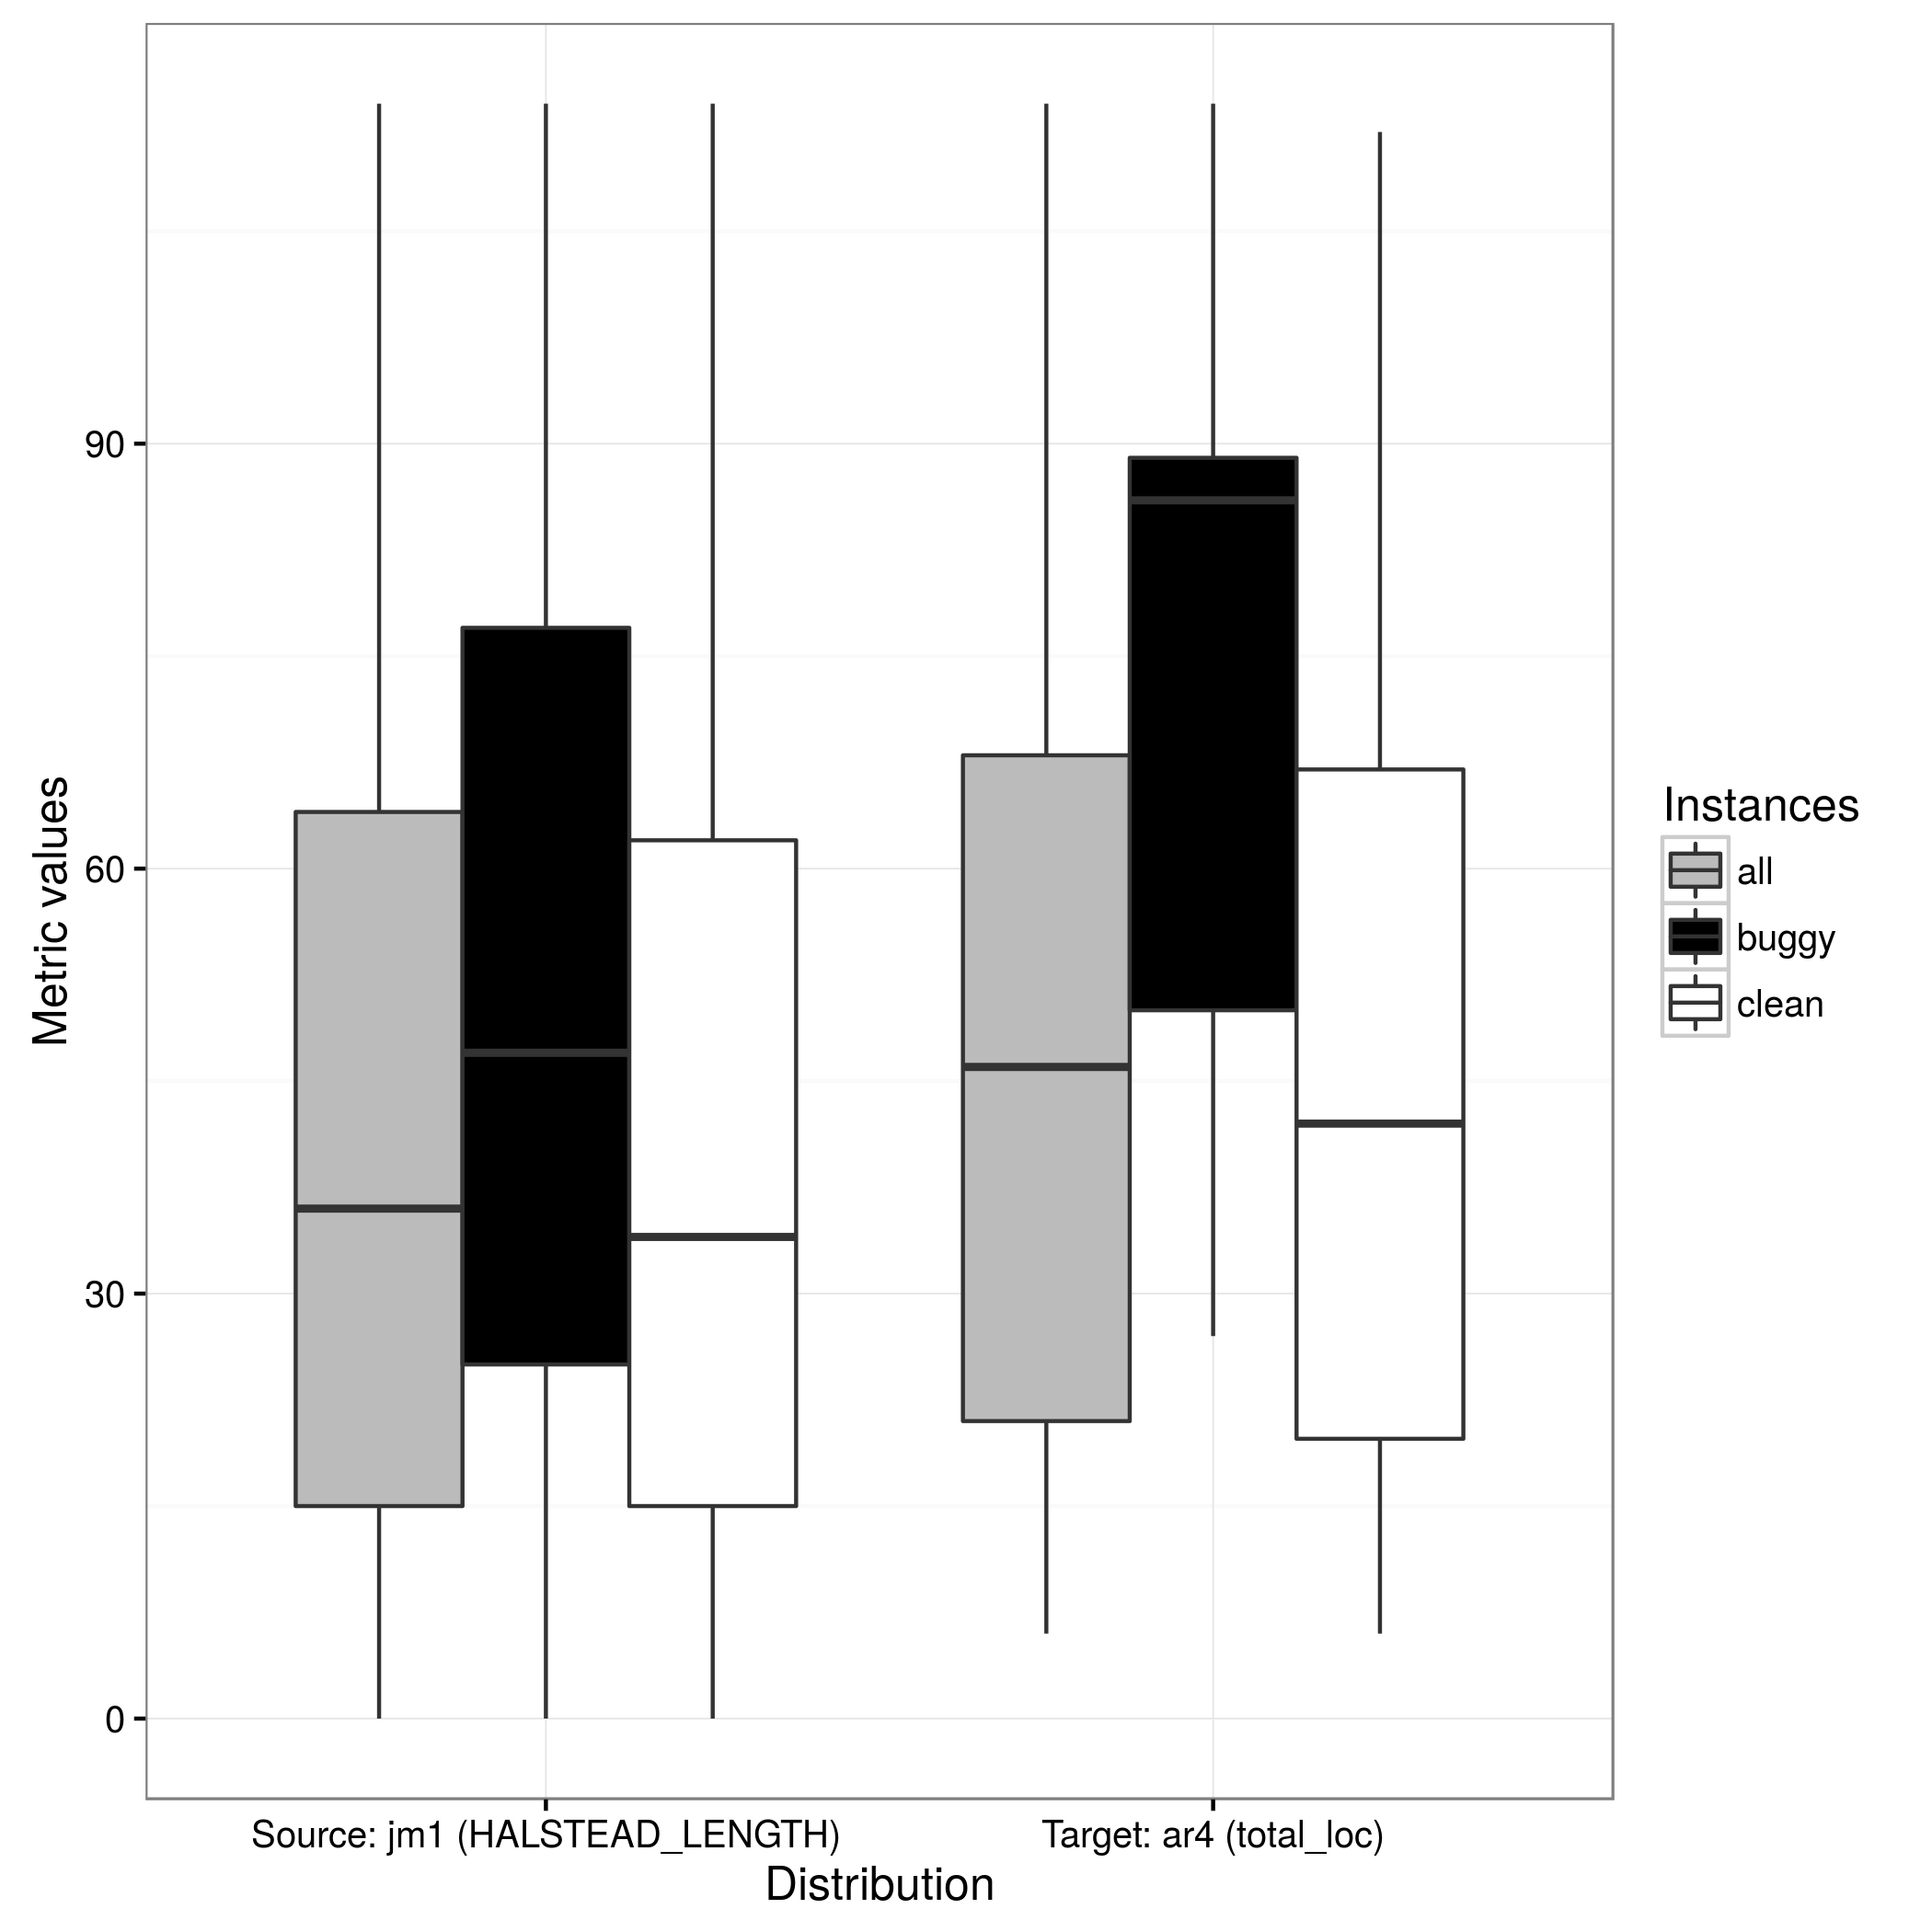 Metric values
90
60
30
0
Source: jm1 (HALSTEAD_LENGTH)
Target: ar4 (total_loc)
Distribution
Instances
all
buggy
clean